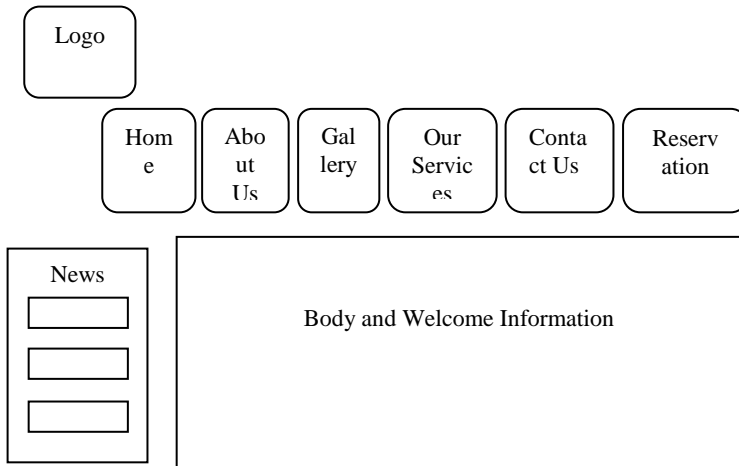 Logo
Hom
e
Abo
ut
Us
Gal
lery
Our
Servic
es
Conta
ct Us
Reserv
ation
News
Body and Welcome Information